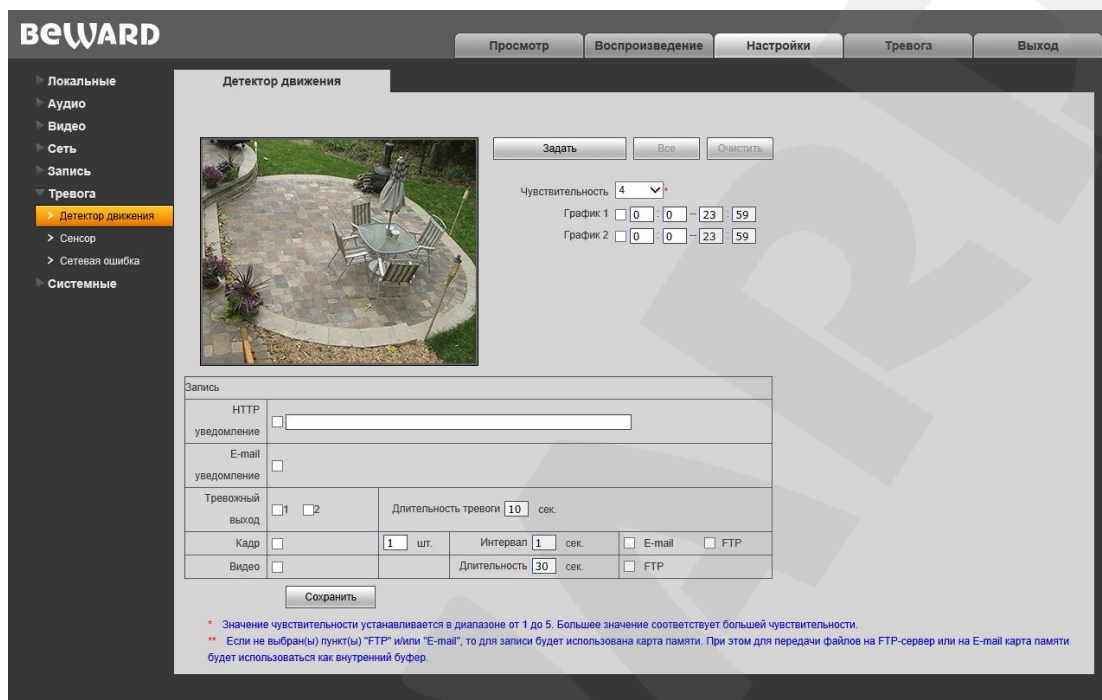 BEWARD
Просмотр Воспроизведение Настройки Тревога Выход
Локальные
Аудио
Видео
Сеть
Запись
Тревога
> Детектор движения
> Сенсор
> Сетевая ошибка
Системные
Детектор движения
Задать Все Очистить
Чувствительность 4 *
График 1 0 : 0 -- 23 : 59
График 2 0 : 0 -- 23 : 59
Запись
HTTP
уведомление
E-mail
уведомление
Тревожный
выход
1 2 Длительность тревоги 10 сек.
Кадр 1 шт. Интервал 1 сек. E-mail FTP
Видео Длительность 30 сек. FTP
Сохранить
* Значение чувствительности устанавливается в диапазоне от 1 до 5. Большее значение соответствует большей чувствительности.
** Если не выбран(ы) пункт(ы) "FTP" и/или "E-mail", то для записи будет использована карта памяти. При этом для передачи файлов на FTP-сервер или на E-mail карта памяти
будет использоваться как внутренний буфер.